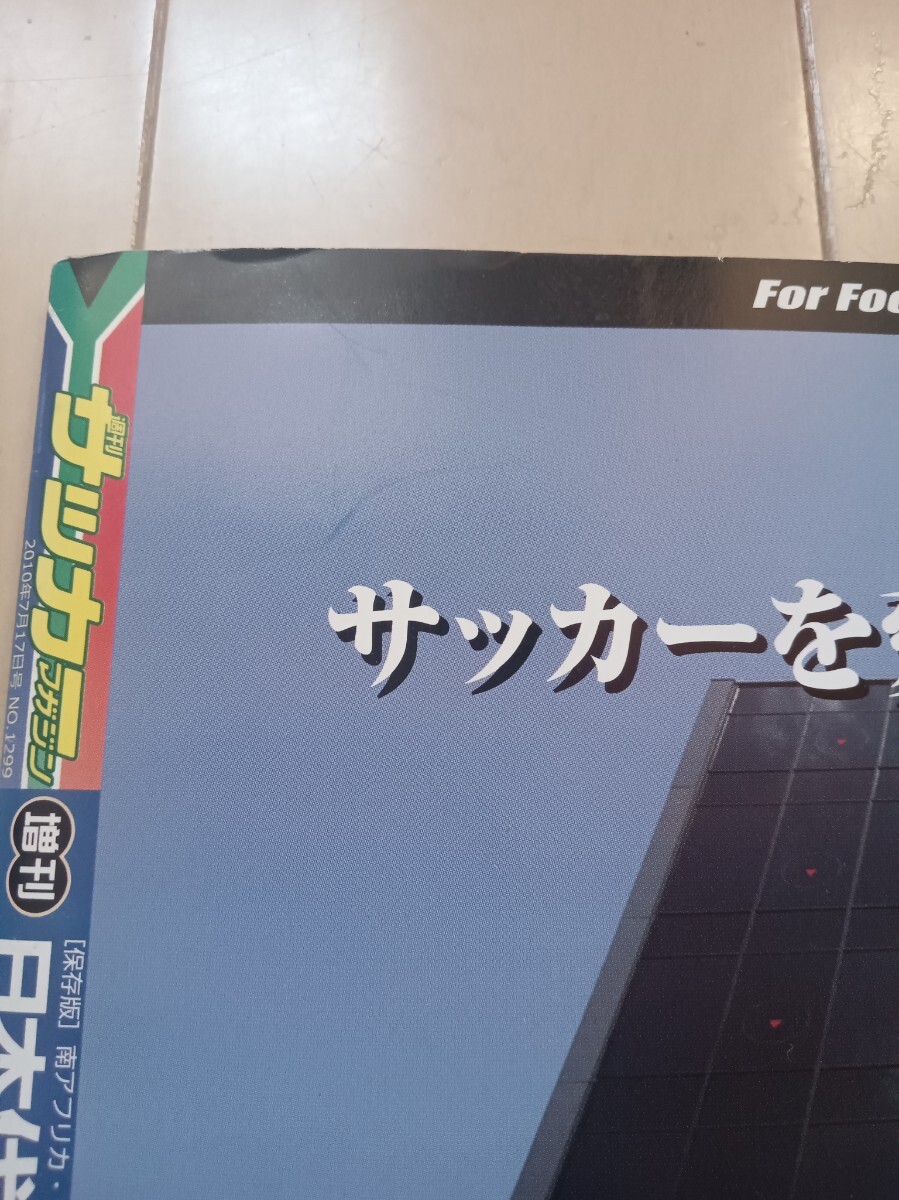 For Foo
サッカーを
週刊
サッカー
マガジン
2010年7月17日号 NO.1299
増刊
[保存版] 南アフリカ・
日本代